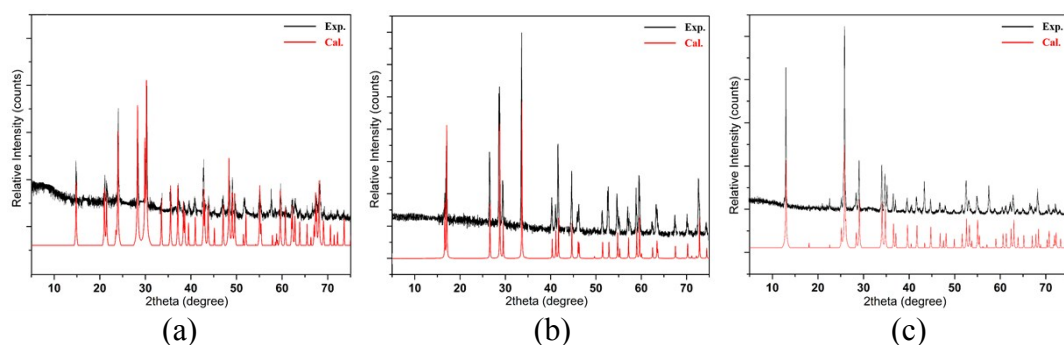 Exp.
Cal.
Relative Intensity (counts)
10 20 30 40 50 60 70
2theta (degree)
(a)
Exp.
Cal.
Relative Intensity (counts)
10 20 30 40 50 60 70
2theta (degree)
(b)
Exp.
Cal.
Relative Intensity (counts)
10 20 30 40 50 60 70
2theta (degree)
(c)